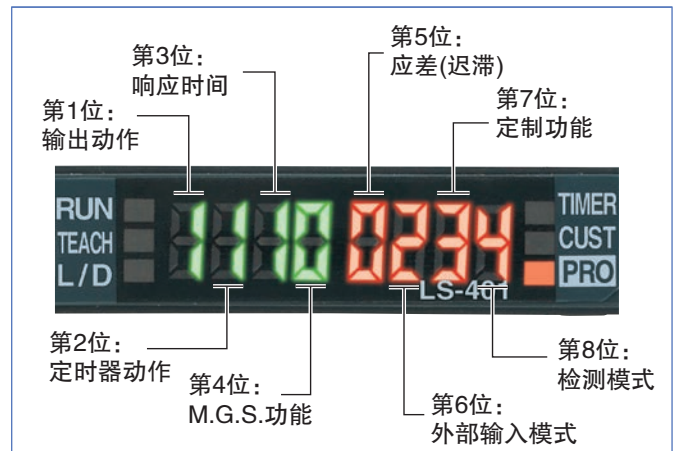 第5位：
应差(迟滞)
第3位：
响应时间
第7位：
定制功能
第1位：
输出动作
RUN
TEACH
L/D
1110 0234
TIMER
CUST
PRO
LS-401
第2位：
定时器动作
第4位：
M.G.S.功能
第6位：
外部输入模式
第8位：
检测模式